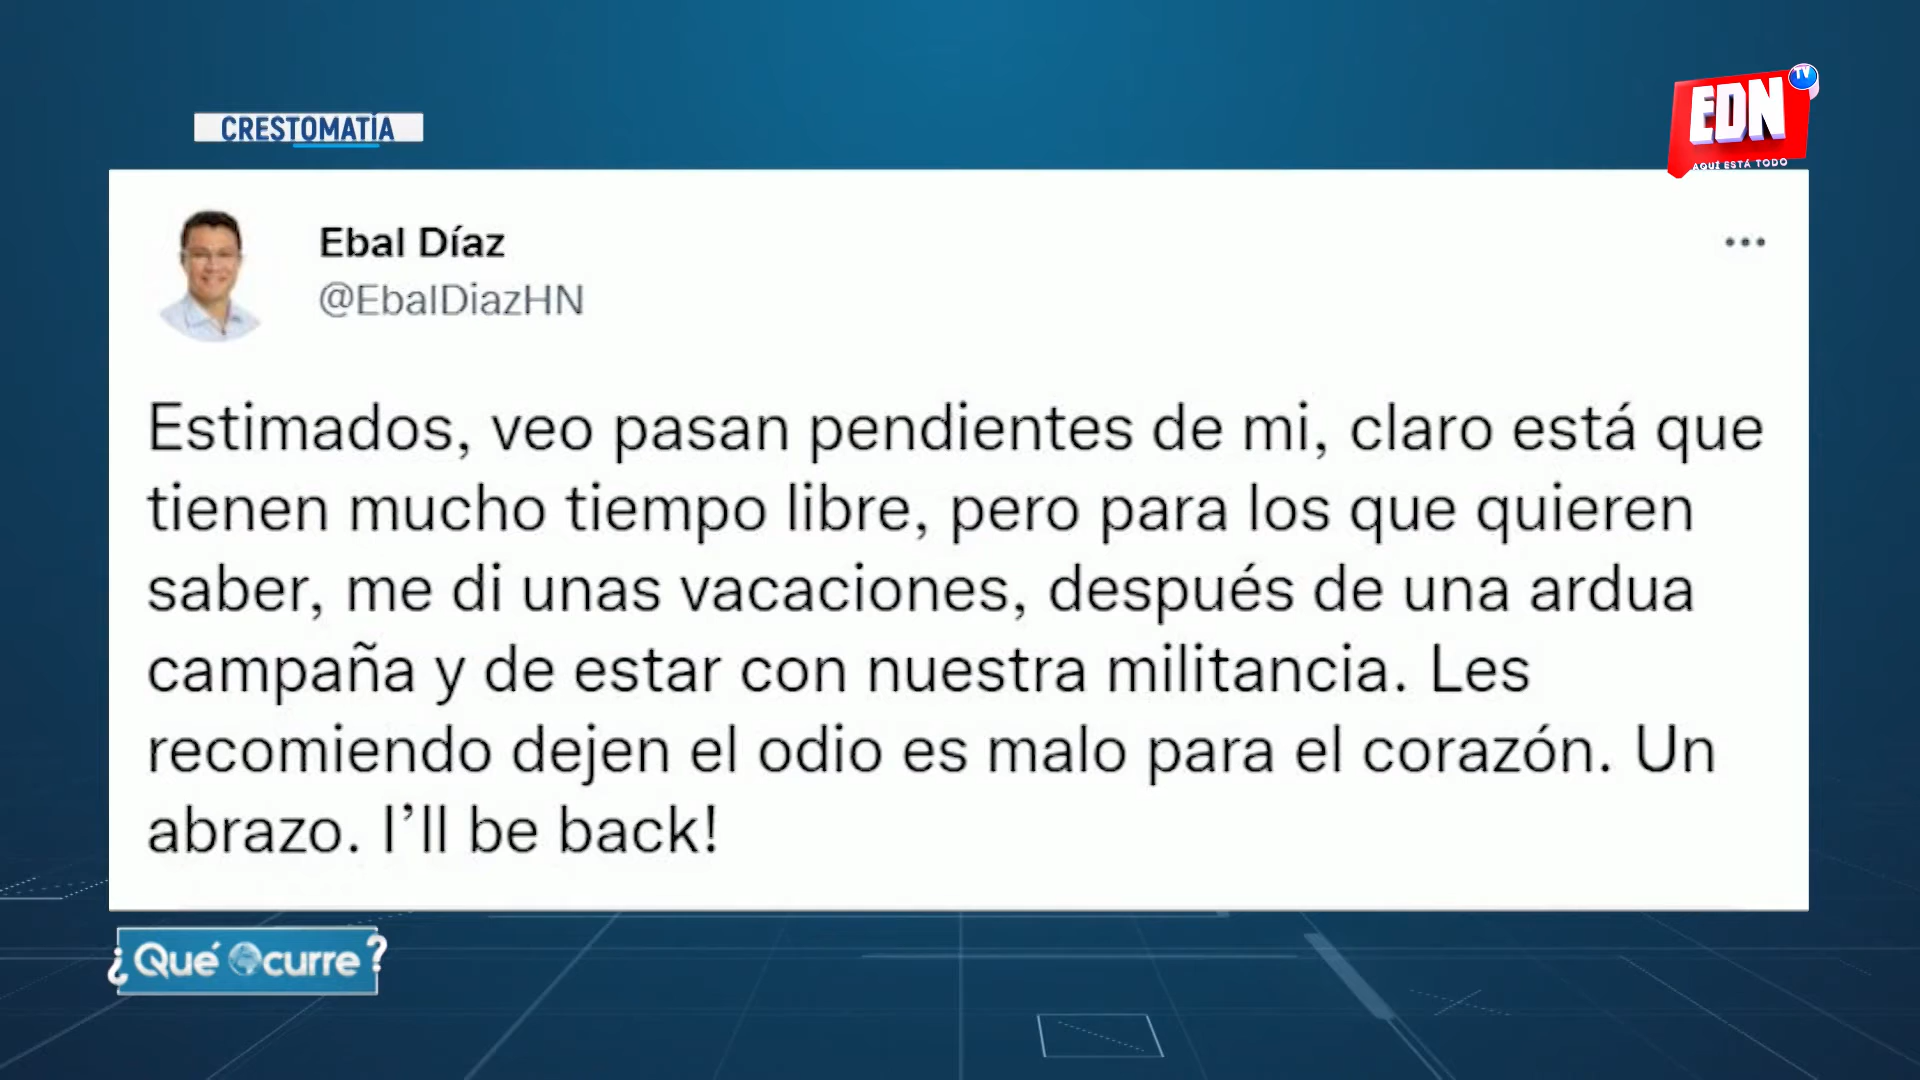 CRESTOMATÍA
EDN TV
AQUÍ ESTÁ TODO
Ebal Díaz
@EbalDiazHN
Estimados, veo pasan pendientes de mi, claro está que
tienen mucho tiempo libre, pero para los que quieren
saber, me di unas vacaciones, después de una ardua
campaña y de estar con nuestra militancia. Les
recomiendo dejen el odio es malo para el corazón. Un
abrazo. I’ll be back!
¿Qué Ocurre?